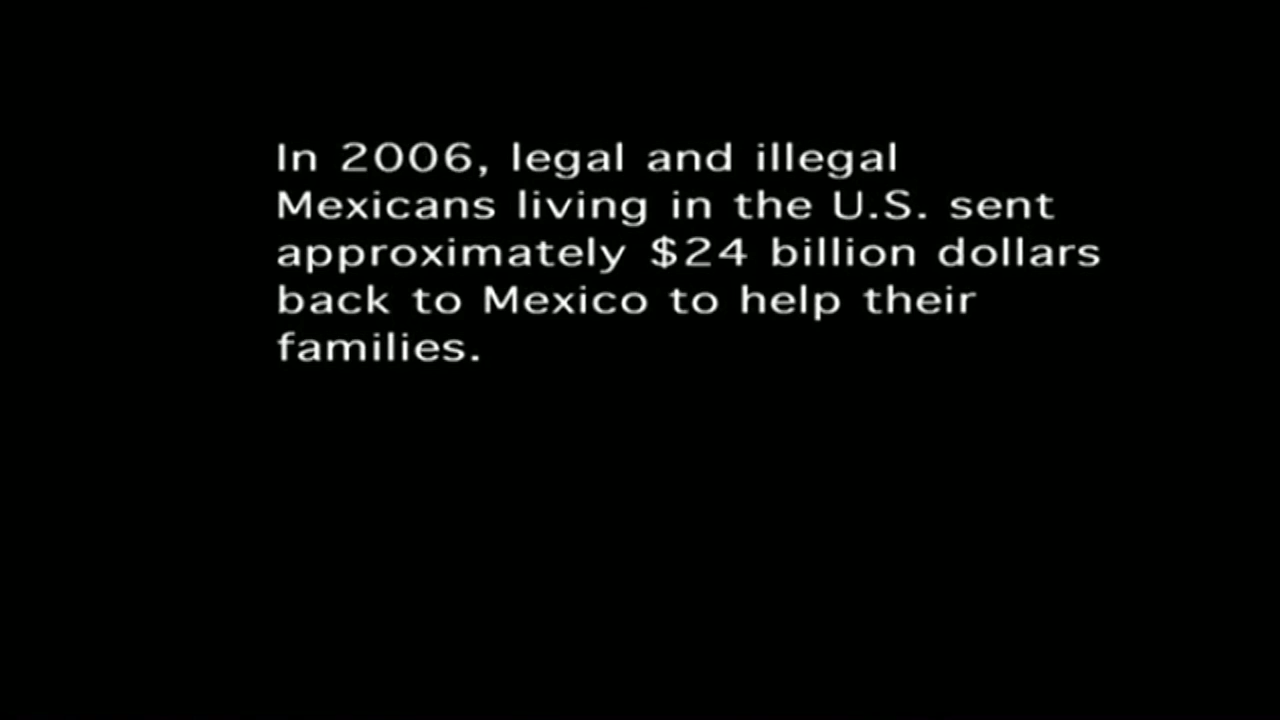 In 2006, legal and illegal
Mexicans living in the U.S. sent
approximately $24 billion dollars
back to Mexico to help their
families.